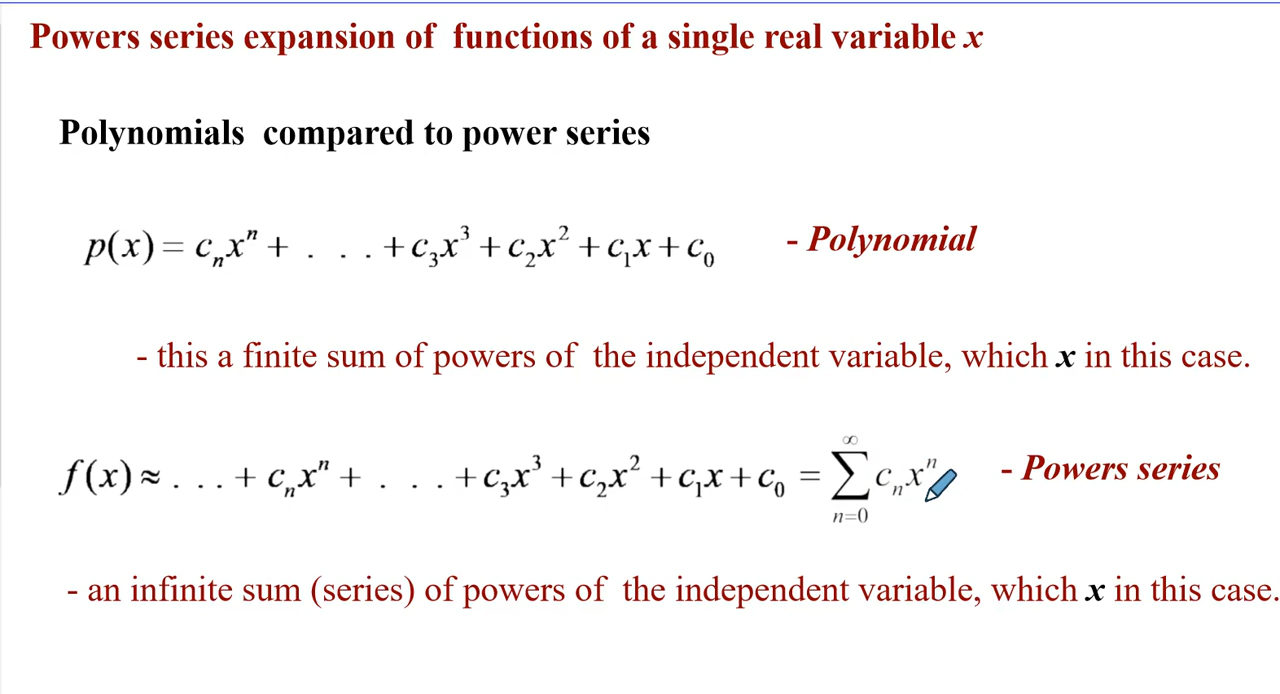 Powers series expansion of functions of a single real variable x
Polynomials compared to power series
p(x) = cₙxⁿ + . . . + c₃x³ + c₂x² + c₁x + c₀ - Polynomial
- this a finite sum of powers of the independent variable, which x in this case.
f(x) ≈ . . . + cₙxⁿ + . . . + c₃x³ + c₂x² + c₁x + c₀ = ∑_{n=0}^{∞} cₙxⁿ - Powers series
- an infinite sum (series) of powers of the independent variable, which x in this case.